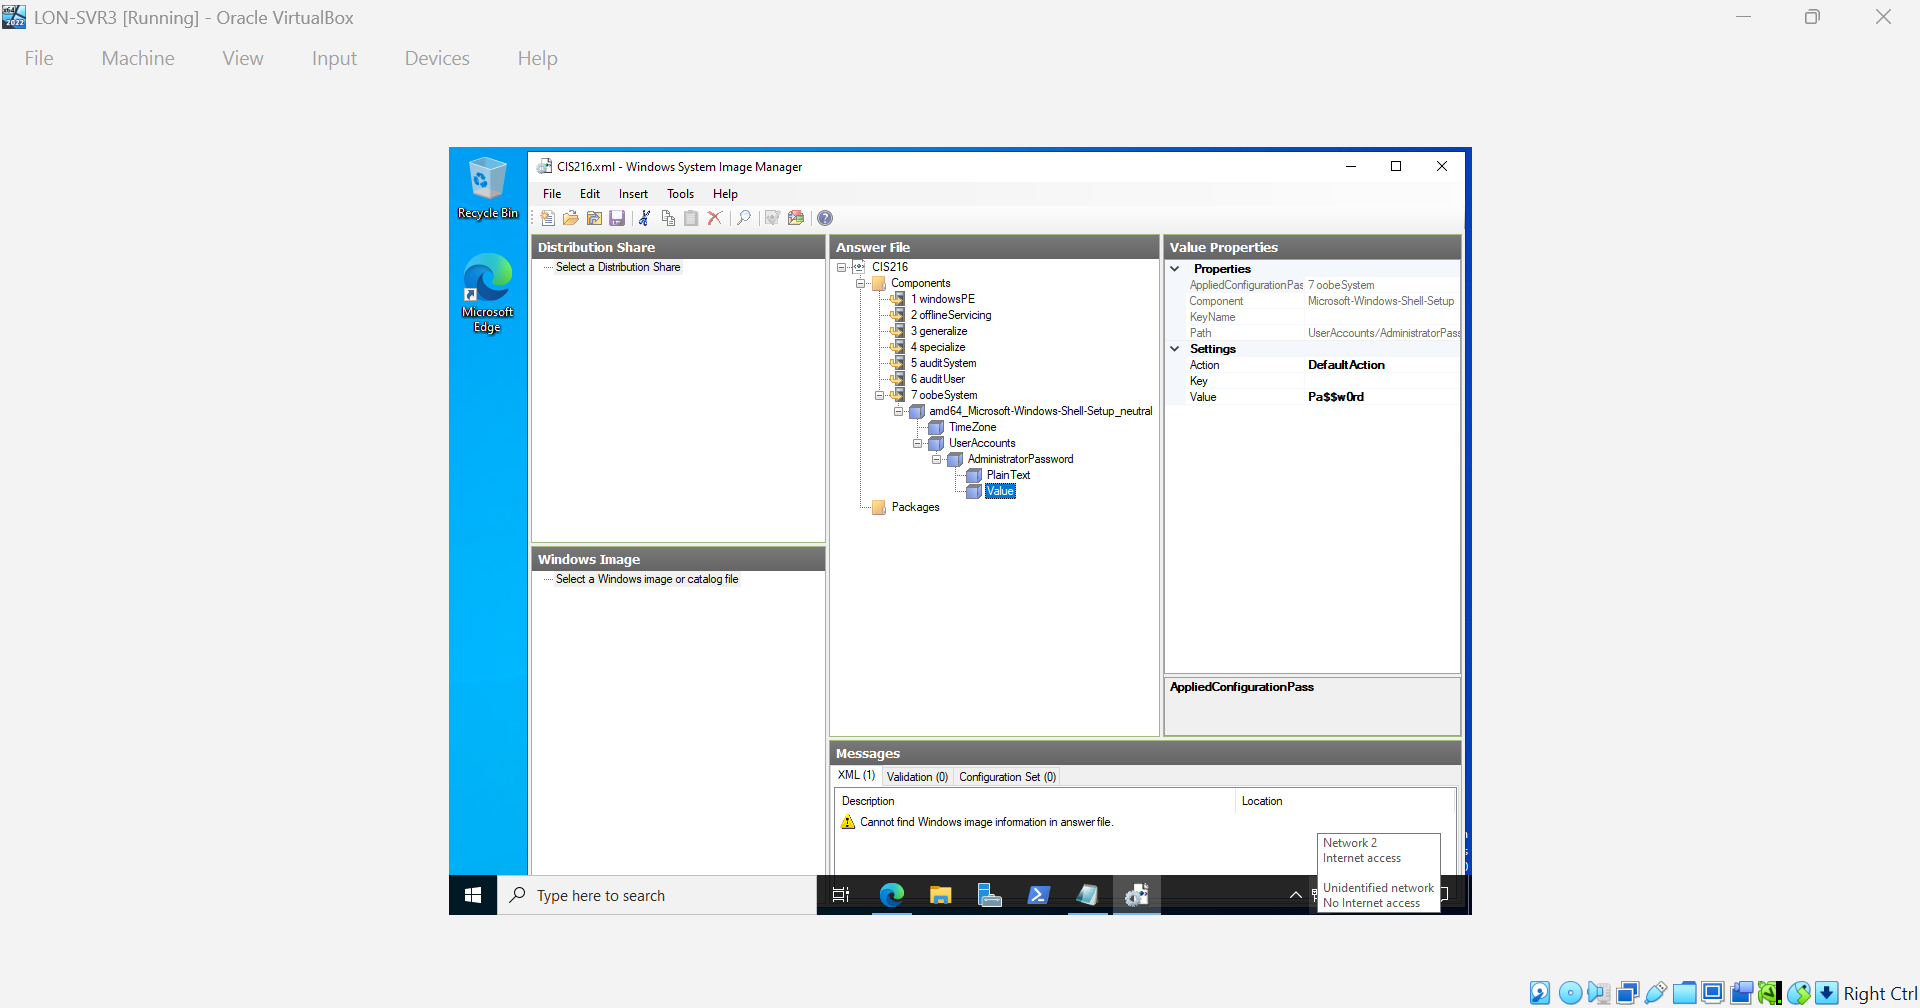 LON-SVR3 [Running] - Oracle VirtualBox
File Machine View Input Devices Help
Recycle Bin
Microsoft
Edge
CIS216.xml - Windows System Image Manager
File Edit Insert Tools Help
Distribution Share
Select a Distribution Share
Windows Image
Select a Windows image or catalog file
Answer File
CIS216
Components
1 windowsPE
2 offlineServicing
3 generalize
4 specialize
5 auditSystem
6 auditUser
7 oobeSystem
amd64_Microsoft-Windows-Shell-Setup_neutral
TimeZone
UserAccounts
AdministratorPassword
PlainText
Value
Packages
Value Properties
Properties
AppliedConfigurationPas 7 oobeSystem
Component Microsoft-Windows-Shell-Setup
KeyName
Path UserAccounts/AdministratorPass
Settings
Action DefaultAction
Key
Value Pa$$w0rd
AppliedConfigurationPass
Messages
XML (1) Validation (0) Configuration Set (0)
Description Location
Cannot find Windows image information in answer file.
Network 2
Internet access
Unidentified network
No Internet access
Type here to search
Right Ctrl